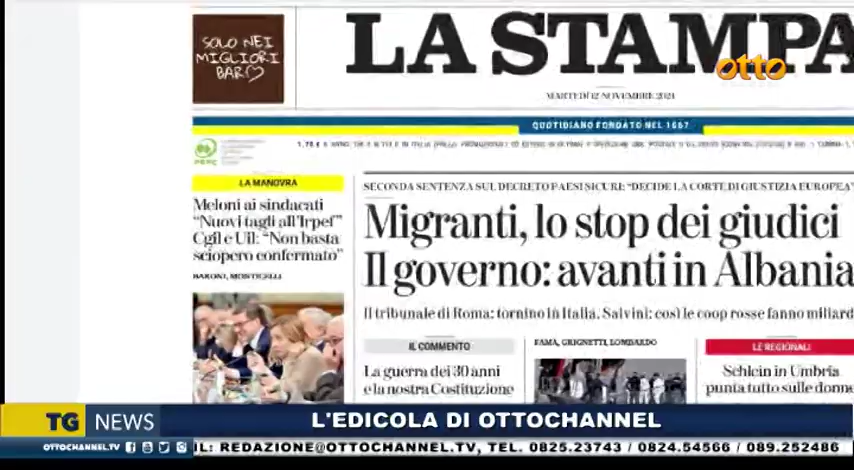 SOLO NEI
MIGLIORI
BAR
LA STAMPA
otto
MARTEDÌ 12 NOVEMBRE 2024
QUOTIDIANO FONDATO NEL 1867
LA MANOVRA
Meloni ai sindacati
"Nuovi tagli all'Irpef"
Cgil e Uil: "Non basta
sciopero confermato"
BARONI, MONTICELLI
SECONDA SENTENZA SUL DECRETO PAESI SICURI: "DECIDE LA CORTE DI GIUSTIZIA EUROPEA"
Migranti, lo stop dei giudici
Il governo: avanti in Albania
Il tribunale di Roma: tornino in Italia. Salvini: così le coop rosse fanno miliard
IL COMMENTO
La guerra dei 30 anni
e la nostra Costituzione
FAMA, GRIGNETTI, LOMBARDO
LE REGIONALI
Schlein in Umbria
punta tutto sulle donne
TG NEWS
L'EDICOLA DI OTTOCHANNEL
OTTOCHANNEL.TV
IL: REDAZIONE@OTTOCHANNEL.TV, TEL. 0825.23743 / 0824.54566 / 089.252486